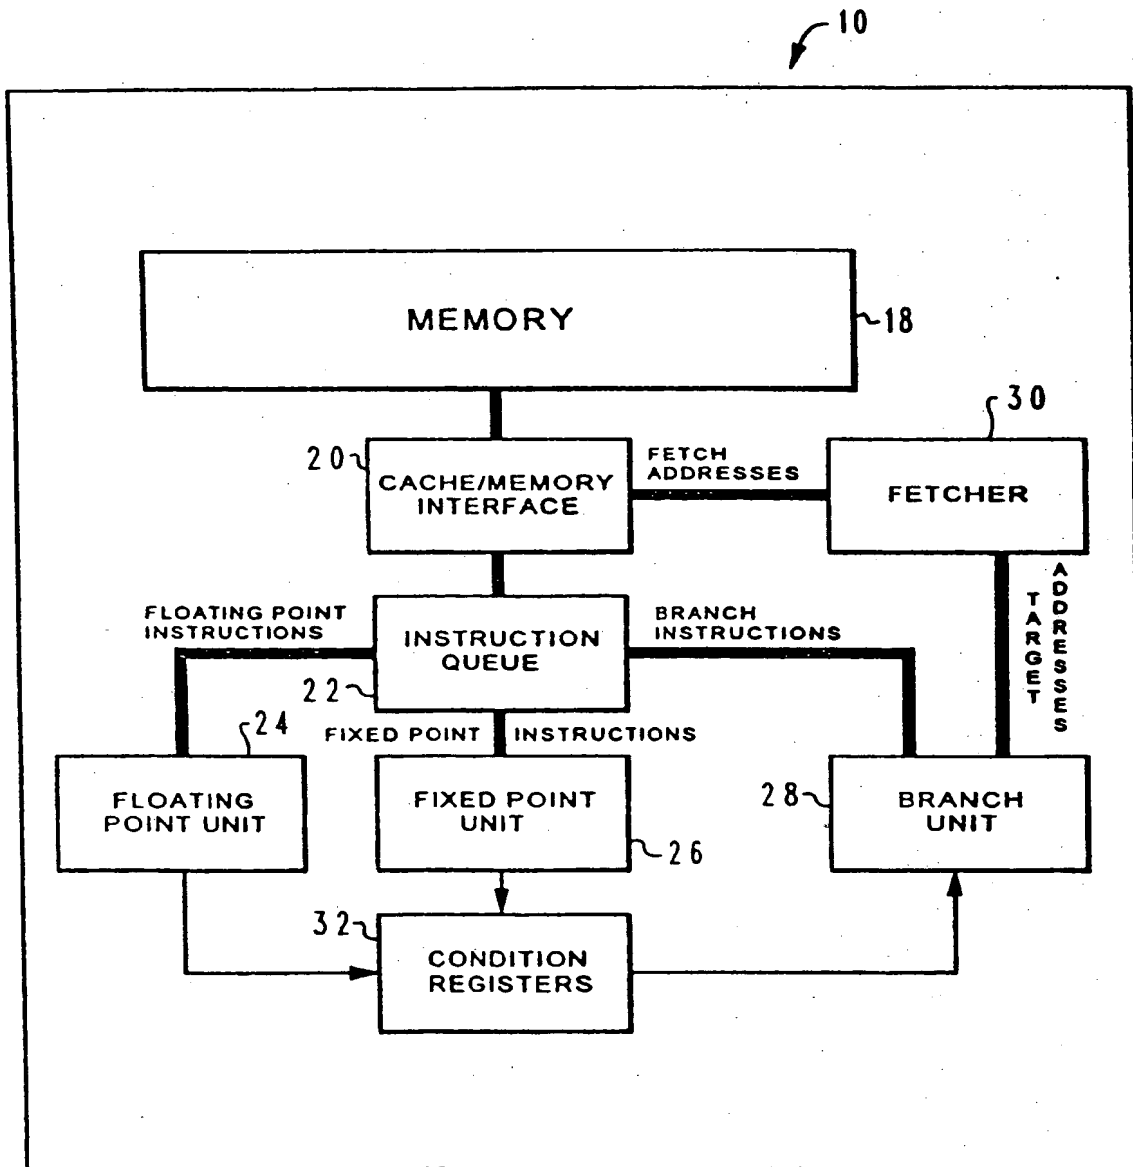 10
MEMORY
18
30
20
CACHE/MEMORY
INTERFACE
FETCH
ADDRESSES
FETCHER
FLOATING POINT
INSTRUCTIONS
INSTRUCTION
QUEUE
22
BRANCH
INSTRUCTIONS
TARGET
ADDRESSES
24
FIXED POINT INSTRUCTIONS
FLOATING
POINT UNIT
FIXED POINT
UNIT
26
28
BRANCH
UNIT
32
CONDITION
REGISTERS